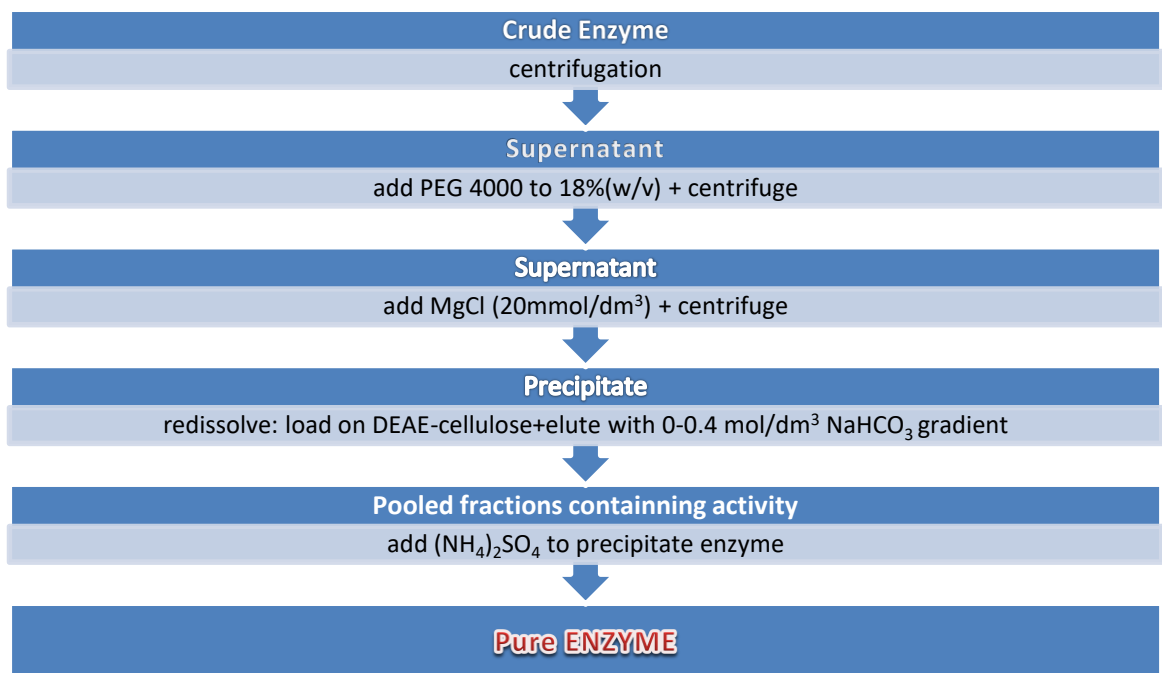 Crude Enzyme
centrifugation
Supernatant
add PEG 4000 to 18%(w/v) + centrifuge
Supernatant
add MgCl (20mmol/dm³) + centrifuge
Precipitate
redissolve: load on DEAE-cellulose+elute with 0-0.4 mol/dm³ NaHCO₃ gradient
Pooled fractions containning activity
add (NH₄)₂SO₄ to precipitate enzyme
Pure ENZYME